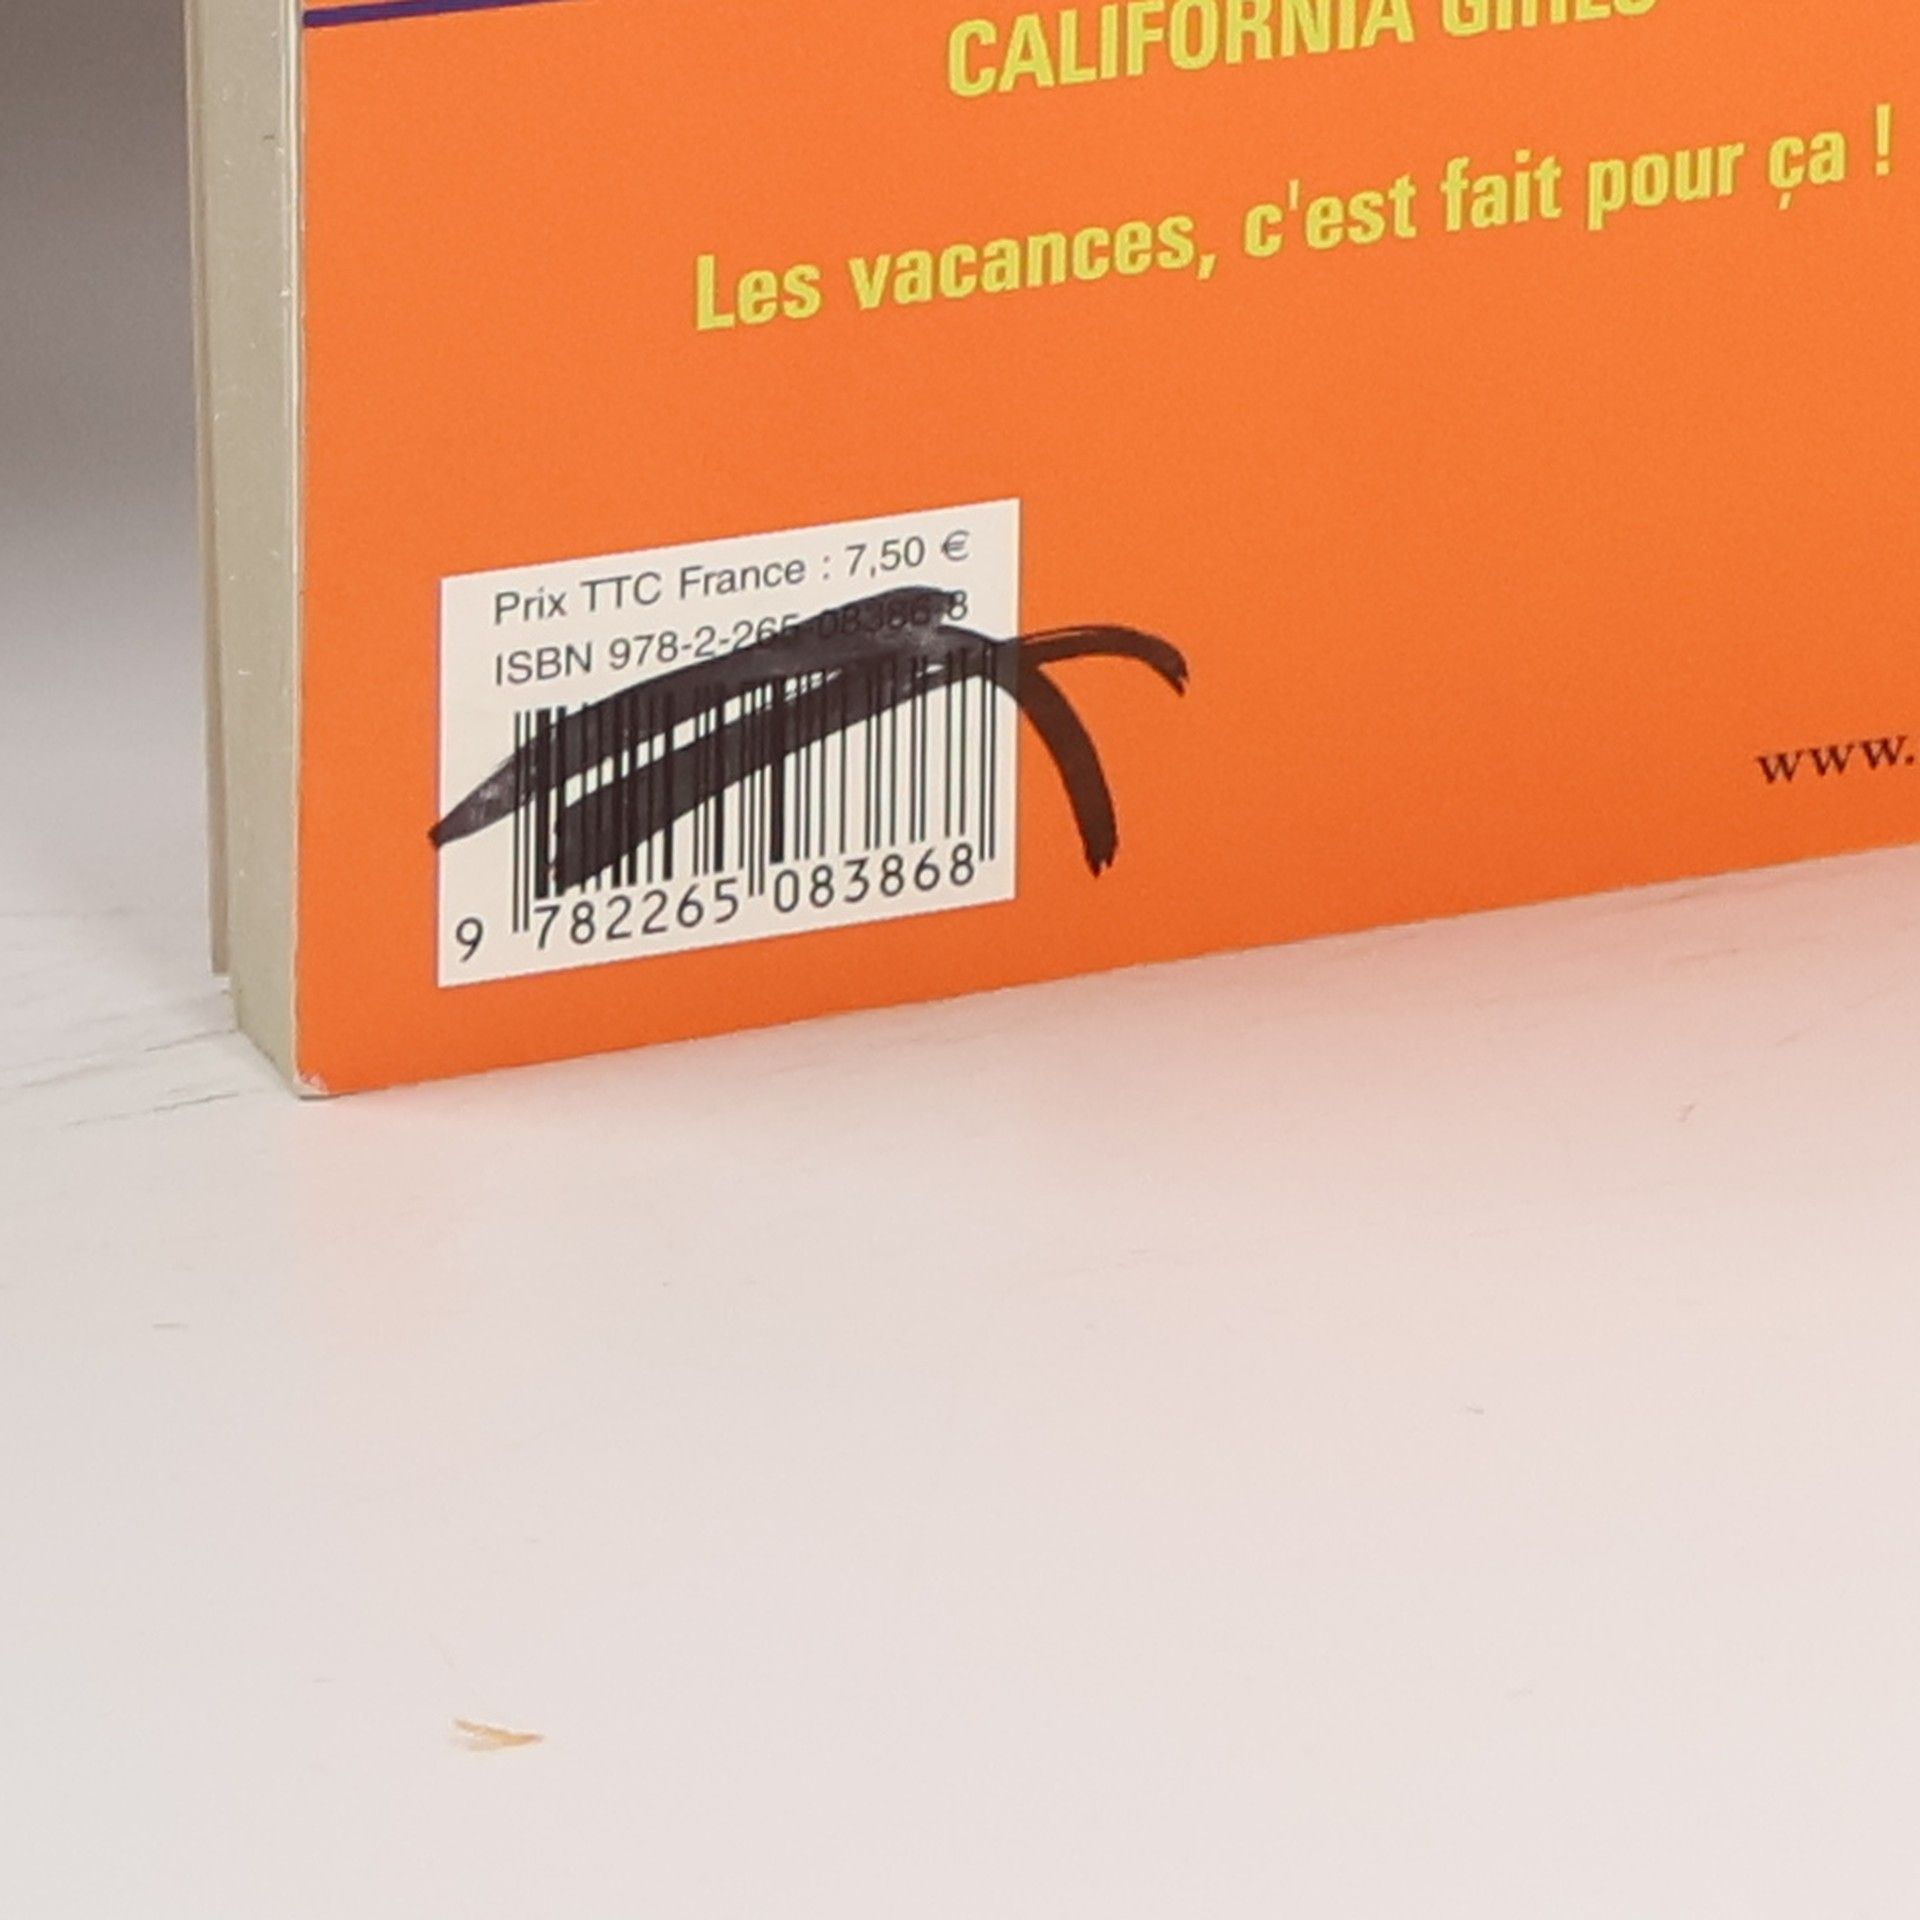 CALIFORNIA GIRLS
Les vacances, c'est fait pour ça !
Prix TTC France : 7,50 €
ISBN 978-2-265-08386-8
9 782265 083868
www.